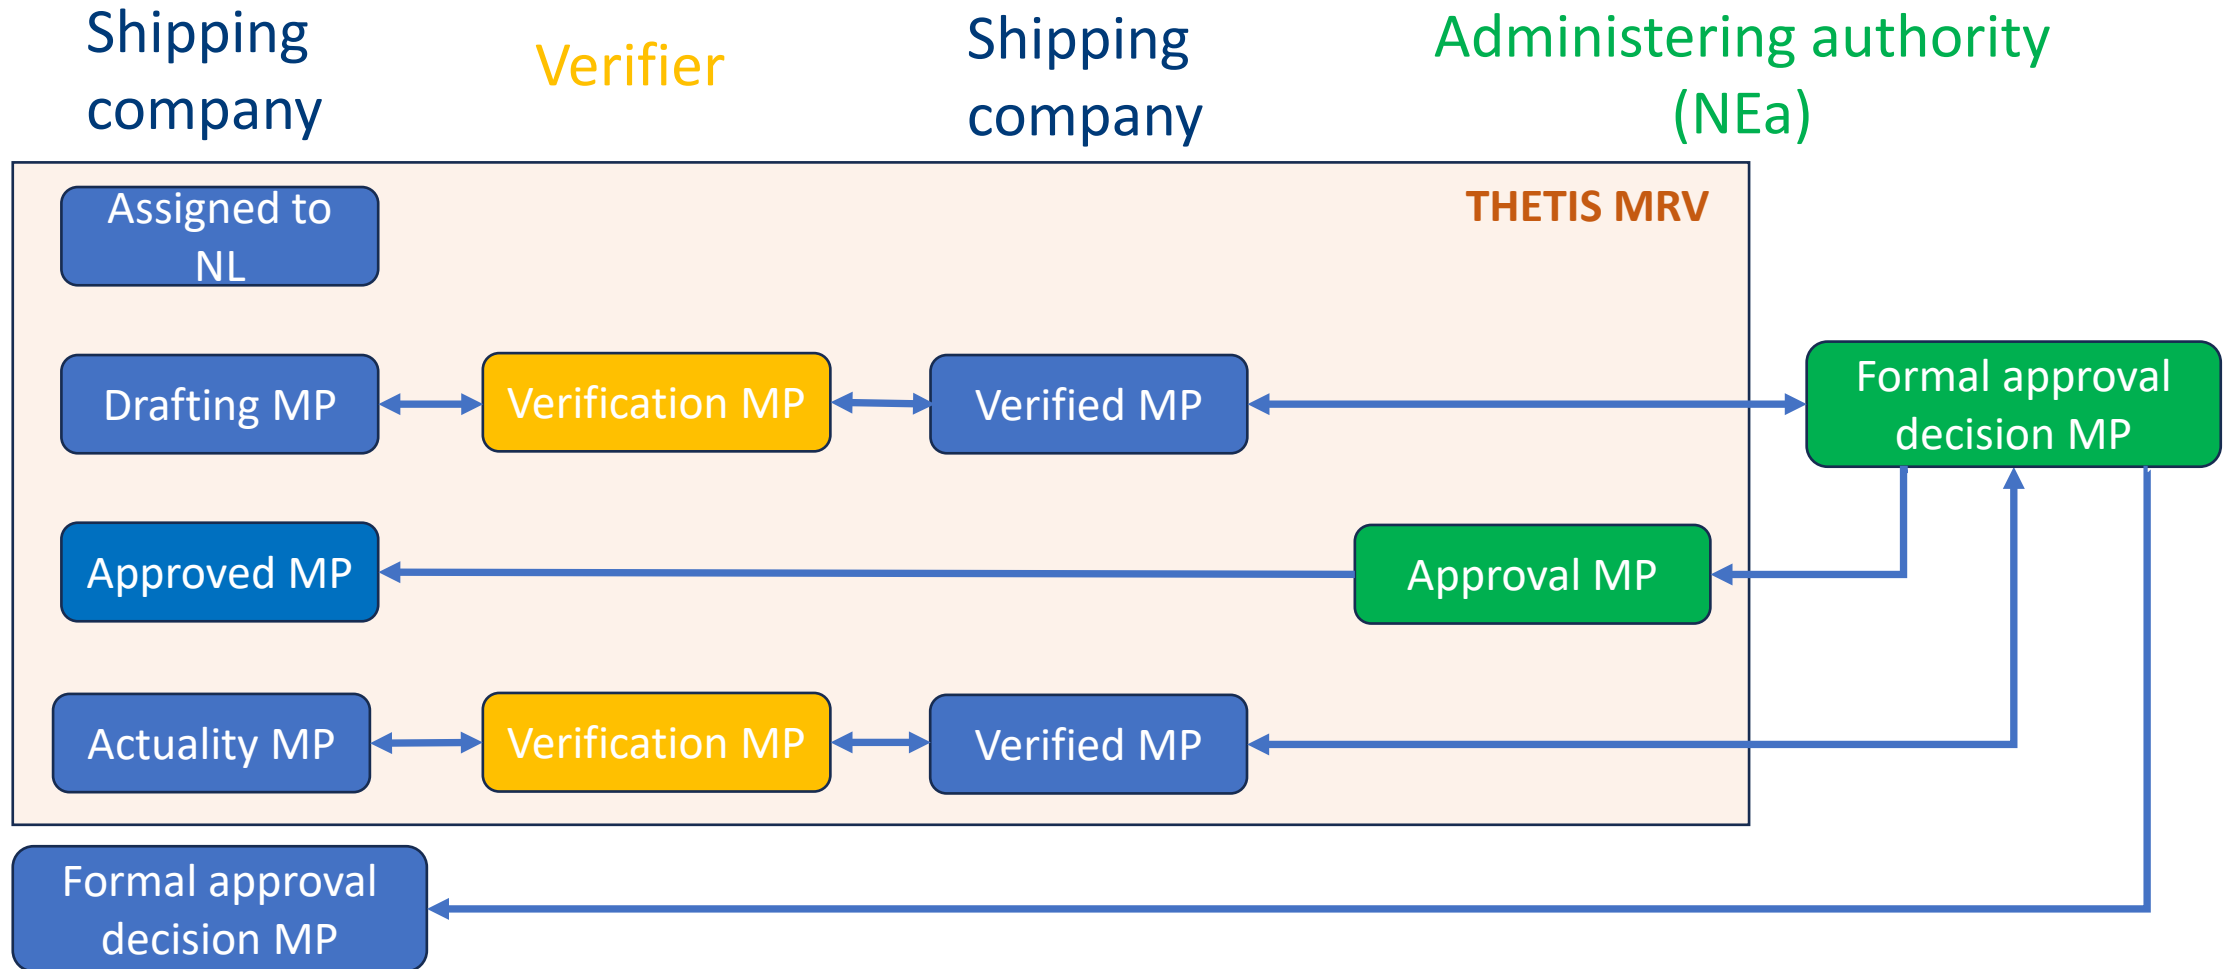 Shipping
company
Verifier
Shipping
company
Administering authority
(NEa)
THETIS MRV
Assigned to
NL
Drafting MP
Verification MP
Verified MP
Formal approval
decision MP
Approved MP
Approval MP
Actuality MP
Verification MP
Verified MP
Formal approval
decision MP